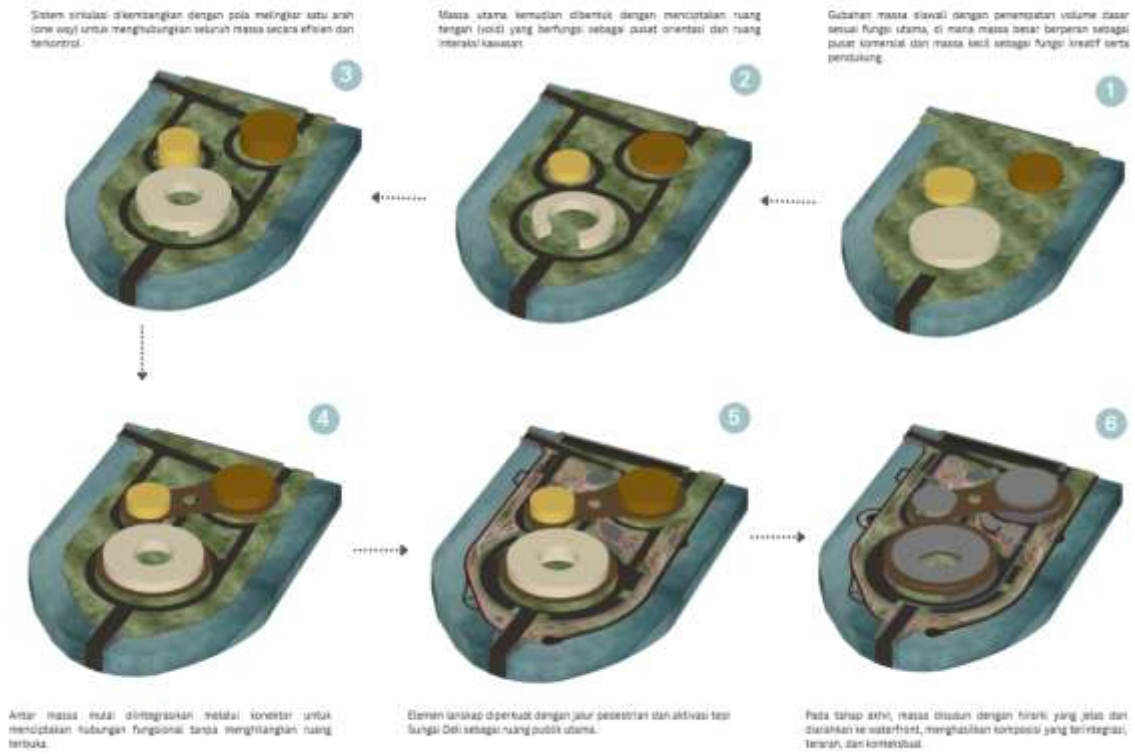 Sistem sirkulasi dikembangkan dengan pola melingkar satu arah
(one way) untuk menghubungkan seluruh massa secara efisien dan
terkontrol.
3
Massa utama kemudian dibentuk dengan menciptakan ruang
tengah (void) yang berfungsi sebagai pusat orientasi dan ruang
interaksi kawasan.
2
Gubahan massa diawali dengan penempatan volume dasar
sesuai fungsi utama, di mana massa besar berperan sebagai
pusat komersial dan massa kecil sebagai fungsi kreatif serta
pendukung.
1
4
Antar massa mulai diintegrasikan melalui konektor untuk
menciptakan hubungan fungsional tanpa menghilangkan ruang
terbuka.
5
Elemen lanskap diperkuat dengan jalur pedestrian dan aktivasi tepi
Sungai Deli sebagai ruang publik utama.
6
Pada tahap akhir, massa disusun dengan hirarki yang jelas dan
diarahkan ke waterfront, menghasilkan komposisi yang terintegrasi,
terarah, dan kontekstual.